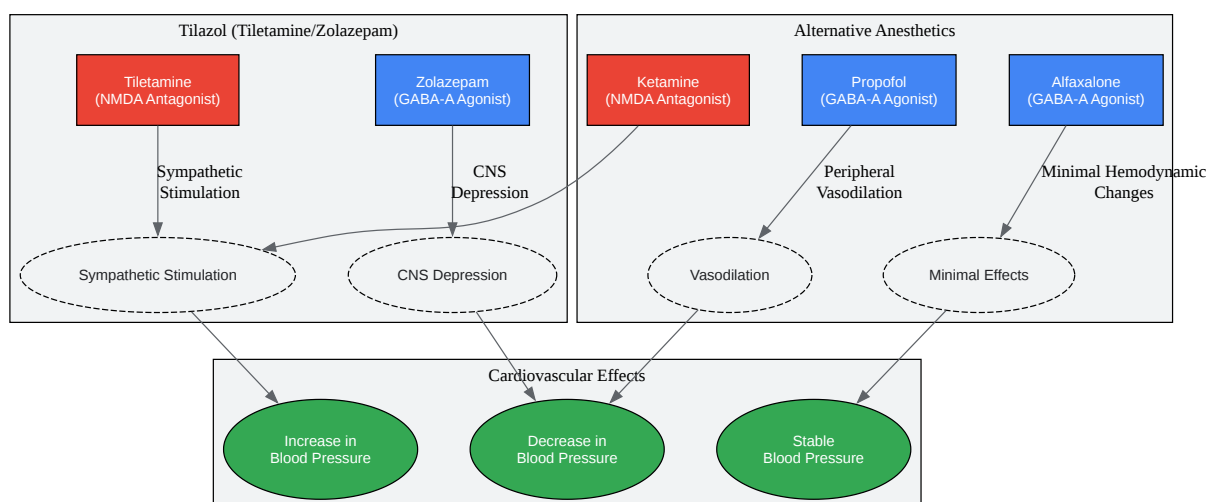 Tilazol (Tiletamine/Zolazepam)
Alternative Anesthetics
Tiletamine
(NMDA Antagonist)
Zolazepam
(GABA-A Agonist)
Ketamine
(NMDA Antagonist)
Propofol
(GABA-A Agonist)
Alfaxalone
(GABA-A Agonist)
Sympathetic
Stimulation
CNS
Depression
Peripheral
Vasodilation
Minimal Hemodynamic
Changes
Sympathetic Stimulation
CNS Depression
Vasodilation
Minimal Effects
Cardiovascular Effects
Increase in
Blood Pressure
Decrease in
Blood Pressure
Stable
Blood Pressure